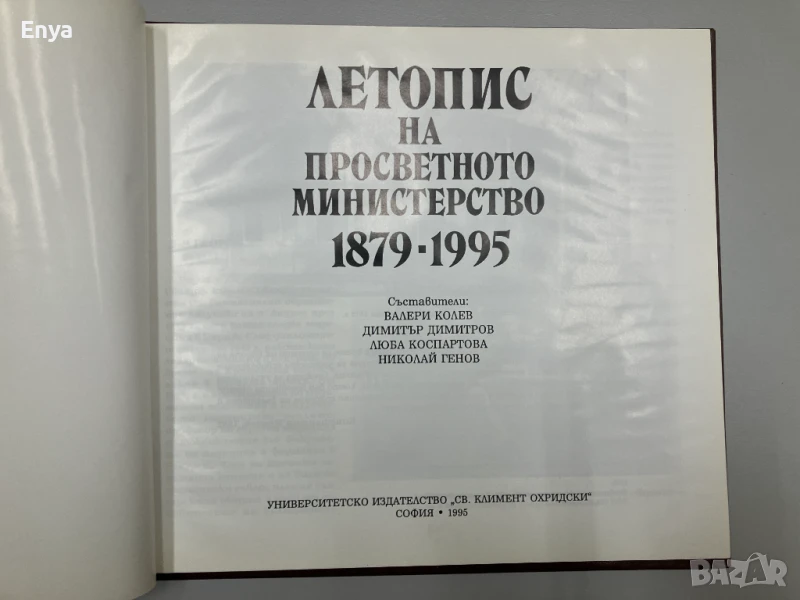 Enya
ЛЕТОПИС
НА
ПРОСВЕТНОТО
МИНИСТЕРСТВО
1879·1995
Съставители:
ВАЛЕРИ КОЛЕВ
ДИМИТЪР ДИМИТРОВ
ЛЮБА КОСПАРТОВА
НИКОЛАЙ ГЕНОВ
УНИВЕРСИТЕТСКО ИЗДАТЕЛСТВО „СВ. КЛИМЕНТ ОХРИДСКИ“
СОФИЯ • 1995
BAZAR